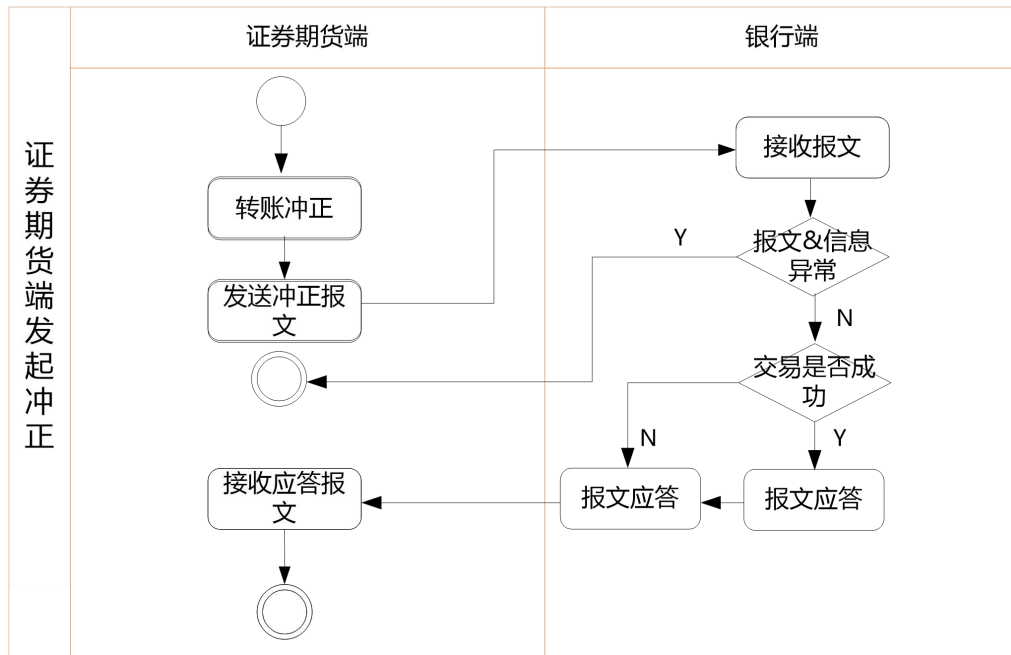 证券期货端
银行端
证
券
期
货
端
发
起
冲
正
转账冲正
发送冲正报
文
接收报文
报文&信息
异常
Y
N
交易是否成
功
N
Y
接收应答报
文
报文应答
报文应答